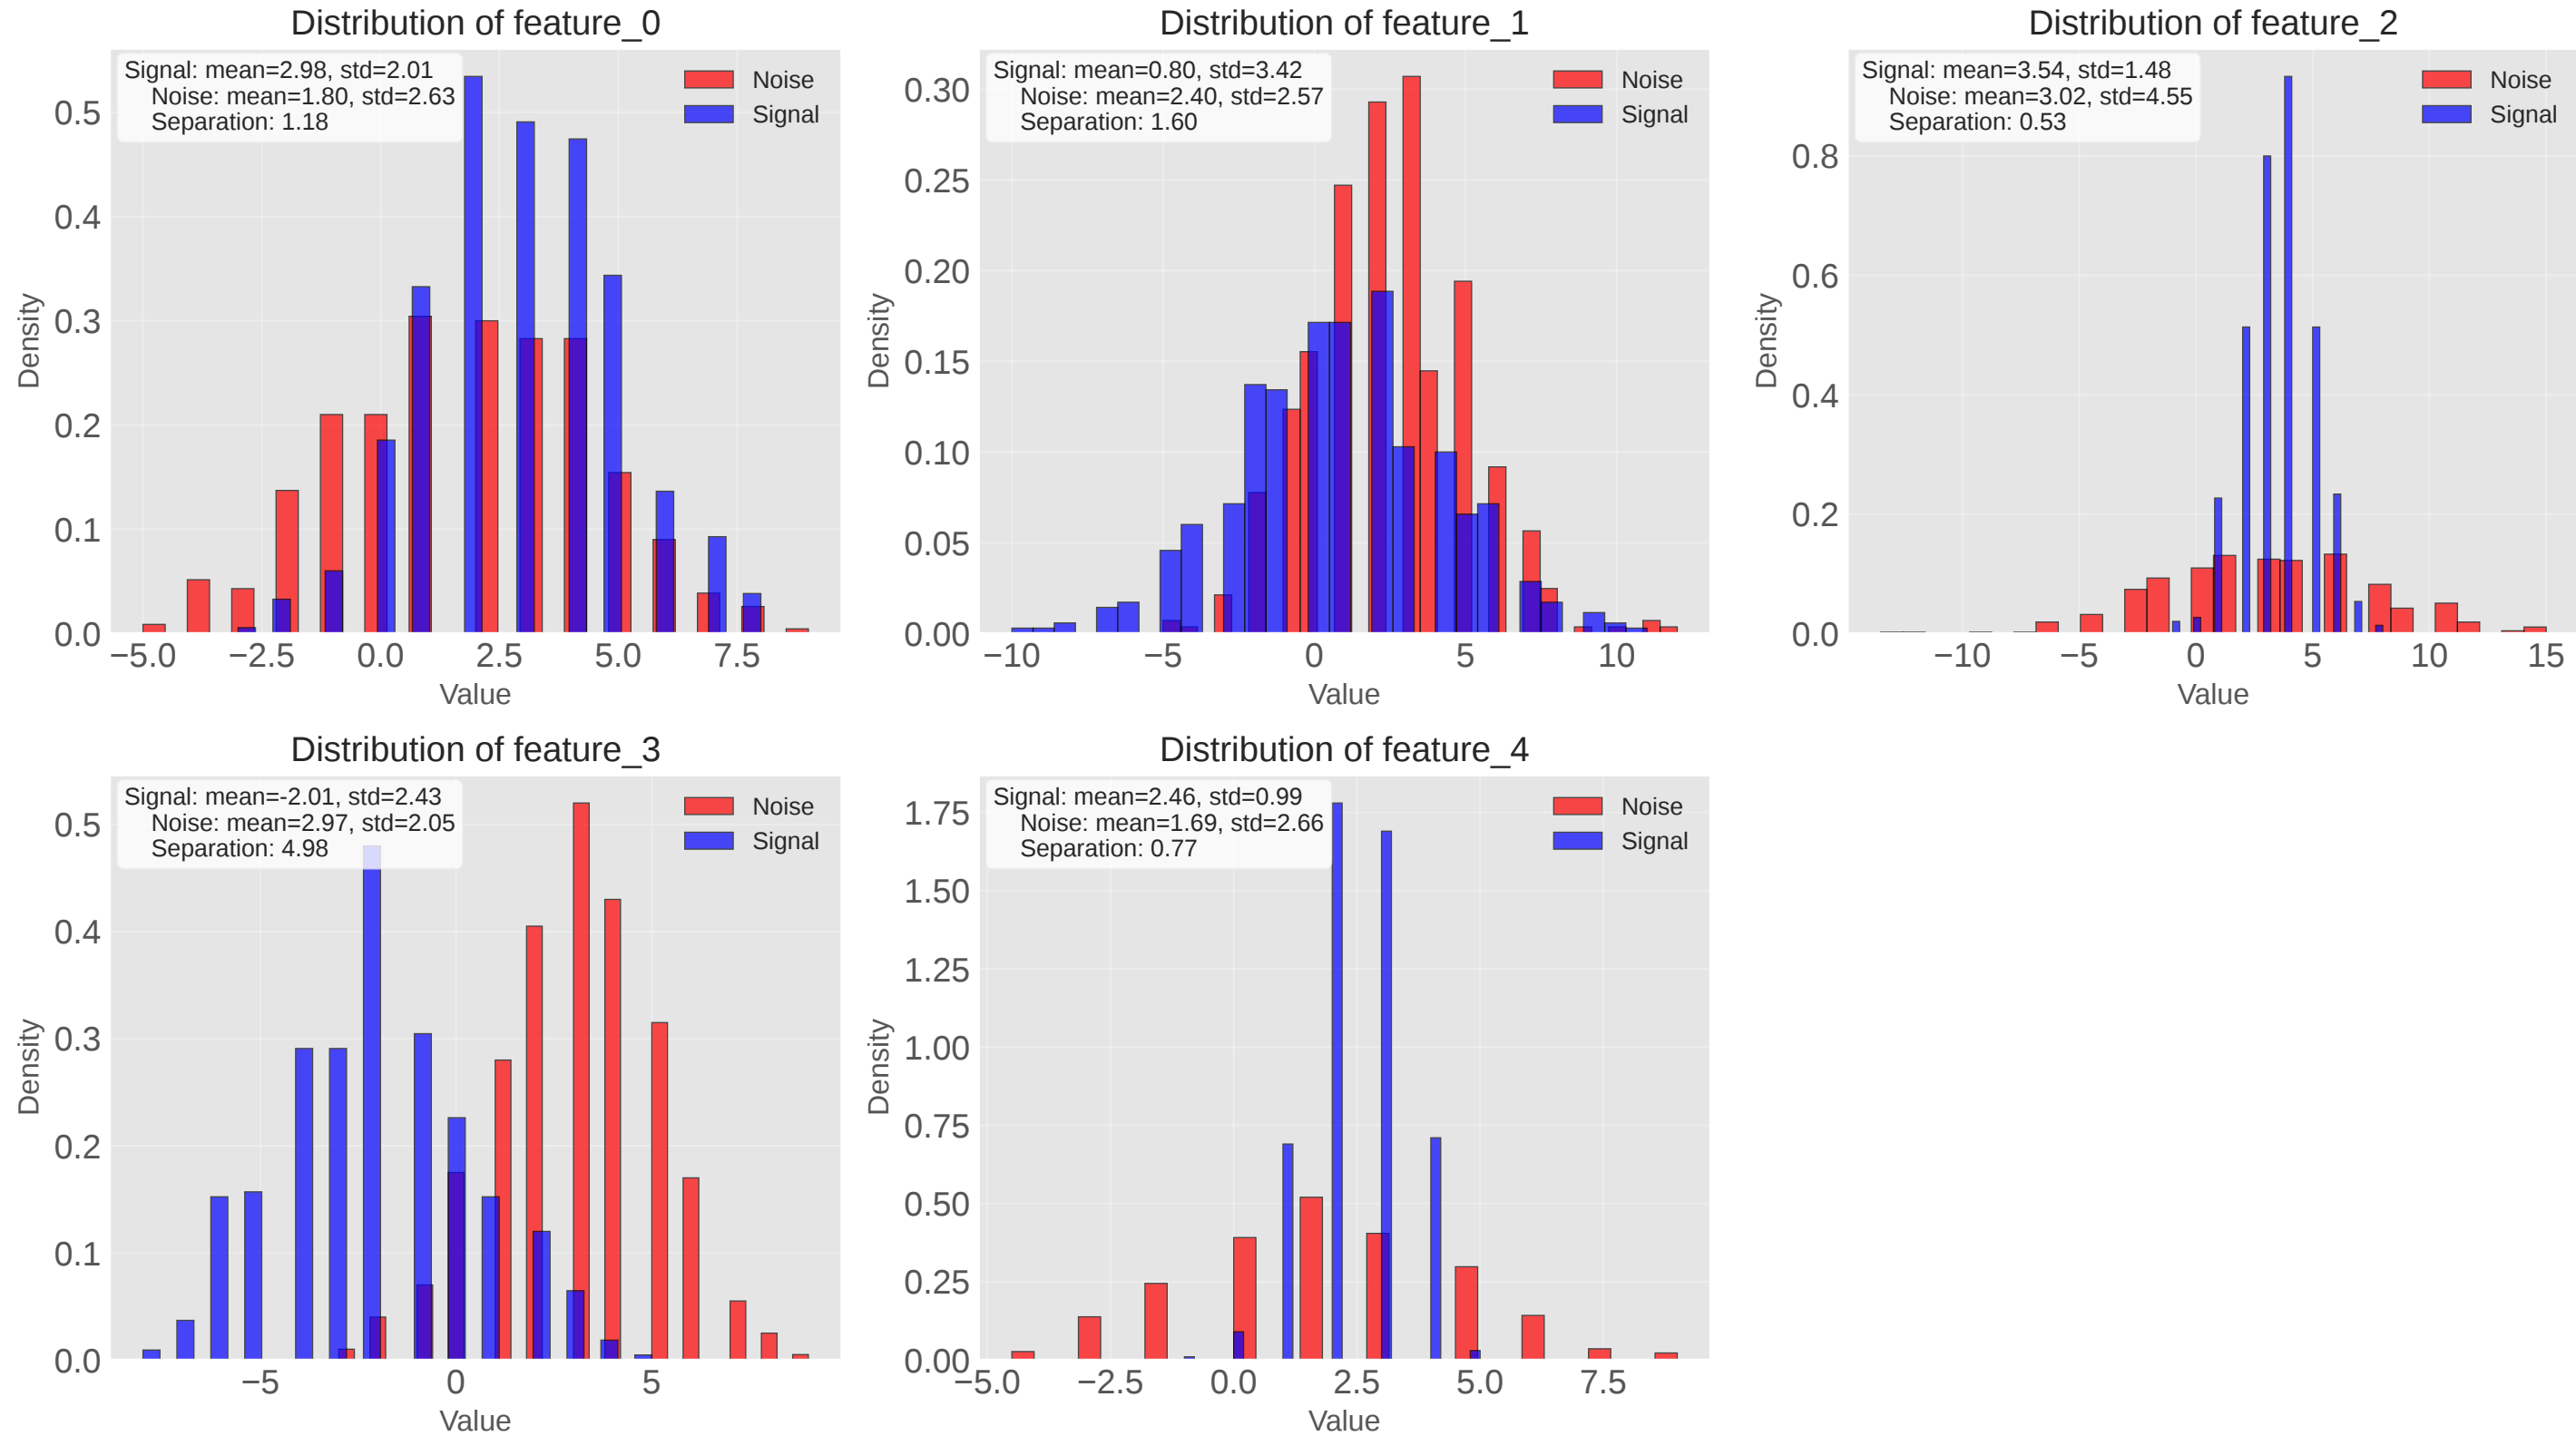 Distribution of feature_0
Signal: mean=2.98, std=2.01
Noise: mean=1.80, std=2.63
Separation: 1.18
Noise
Signal
Density
0.5
0.4
0.3
0.2
0.1
0.0
−5.0 −2.5 0.0 2.5 5.0 7.5
Value
Distribution of feature_1
Signal: mean=0.80, std=3.42
Noise: mean=2.40, std=2.57
Separation: 1.60
Noise
Signal
Density
0.30
0.25
0.20
0.15
0.10
0.05
0.00
−10 −5 0 5 10
Value
Distribution of feature_2
Signal: mean=3.54, std=1.48
Noise: mean=3.02, std=4.55
Separation: 0.53
Noise
Signal
Density
0.8
0.6
0.4
0.2
0.0
−10 −5 0 5 10 15
Value
Distribution of feature_3
Signal: mean=-2.01, std=2.43
Noise: mean=2.97, std=2.05
Separation: 4.98
Noise
Signal
Density
0.5
0.4
0.3
0.2
0.1
0.0
−5 0 5
Value
Distribution of feature_4
Signal: mean=2.46, std=0.99
Noise: mean=1.69, std=2.66
Separation: 0.77
Noise
Signal
Density
1.75
1.50
1.25
1.00
0.75
0.50
0.25
0.00
−5.0 −2.5 0.0 2.5 5.0 7.5
Value